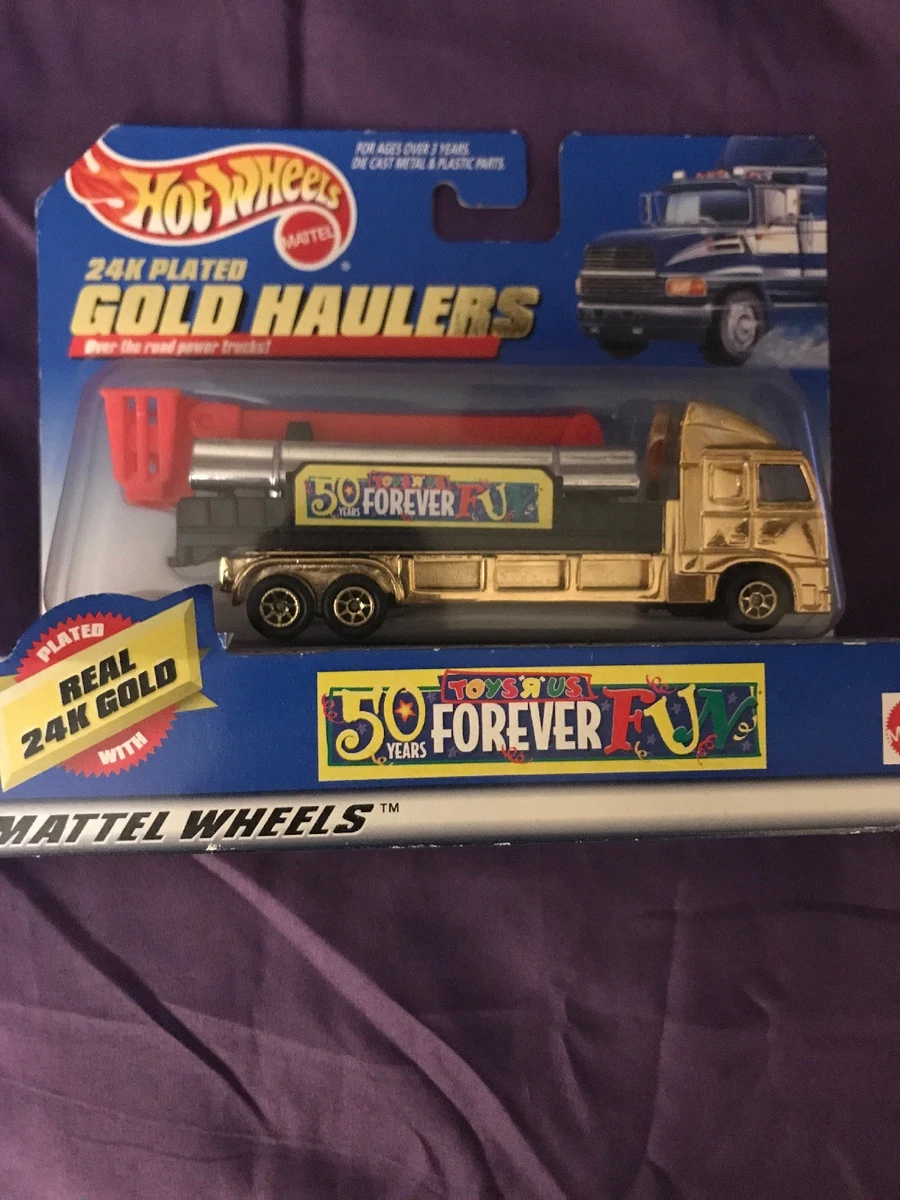 FOR AGES OVER 3 YEARS.
DIE CAST METAL & PLASTIC PARTS.
HOT WHEELS
MATTEL
®
24K PLATED
GOLD HAULERS
Over the road power trucks!
50 YEARS
TOYS"R"US
FOREVER FUN
PLATED
REAL
24K GOLD
WITH
50 YEARS
TOYS"R"US
FOREVER FUN
MATTEL WHEELS™